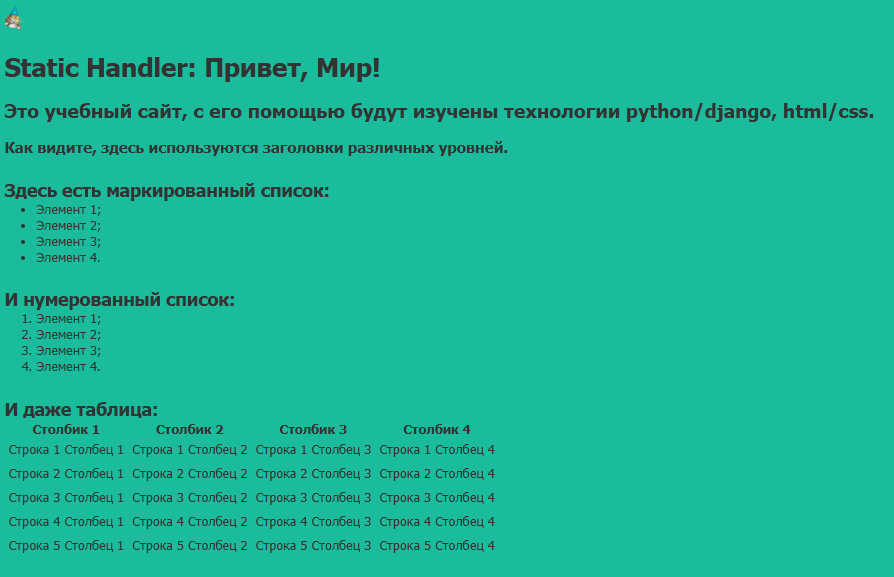 Static Handler: Привет, Мир!
Это учебный сайт, с его помощью будут изучены технологии python/django, html/css.
Как видите, здесь используются заголовки различных уровней.
Здесь есть маркированный список:
• Элемент 1;
• Элемент 2;
• Элемент 3;
• Элемент 4.
И нумерованный список:
1. Элемент 1;
2. Элемент 2;
3. Элемент 3;
4. Элемент 4.
И даже таблица:
Столбик 1 Столбик 2 Столбик 3 Столбик 4
Строка 1 Столбец 1 Строка 1 Столбец 2 Строка 1 Столбец 3 Строка 1 Столбец 4
Строка 2 Столбец 1 Строка 2 Столбец 2 Строка 2 Столбец 3 Строка 2 Столбец 4
Строка 3 Столбец 1 Строка 3 Столбец 2 Строка 3 Столбец 3 Строка 3 Столбец 4
Строка 4 Столбец 1 Строка 4 Столбец 2 Строка 4 Столбец 3 Строка 4 Столбец 4
Строка 5 Столбец 1 Строка 5 Столбец 2 Строка 5 Столбец 3 Строка 5 Столбец 4